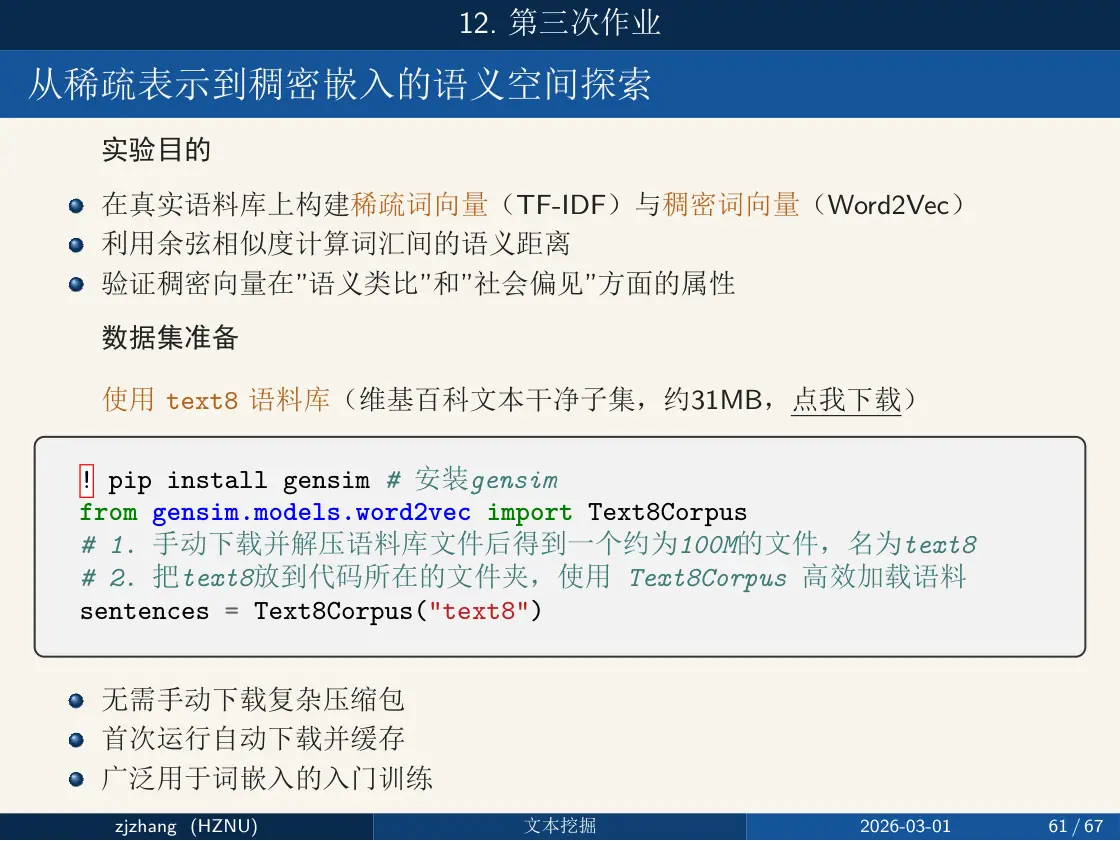 12. 第三次作业
从稀疏表示到稠密嵌入的语义空间探索
实验目的
在真实语料库上构建稀疏词向量（TF-IDF）与稠密词向量（Word2Vec）
利用余弦相似度计算词汇间的语义距离
验证稠密向量在”语义类比”和”社会偏见”方面的属性
数据集准备
使用 text8 语料库（维基百科文本干净子集，约31MB，点我下载）
! pip install gensim # 安装gensim
from gensim.models.word2vec import Text8Corpus
# 1. 手动下载并解压语料库文件后得到一个约为100M的文件，名为text8
# 2. 把text8放到代码所在的文件夹，使用 Text8Corpus 高效加载语料
sentences = Text8Corpus("text8")
无需手动下载复杂压缩包
首次运行自动下载并缓存
广泛用于词嵌入的入门训练
zjzhang (HZNU) 文本挖掘 2026-03-01 61 / 67